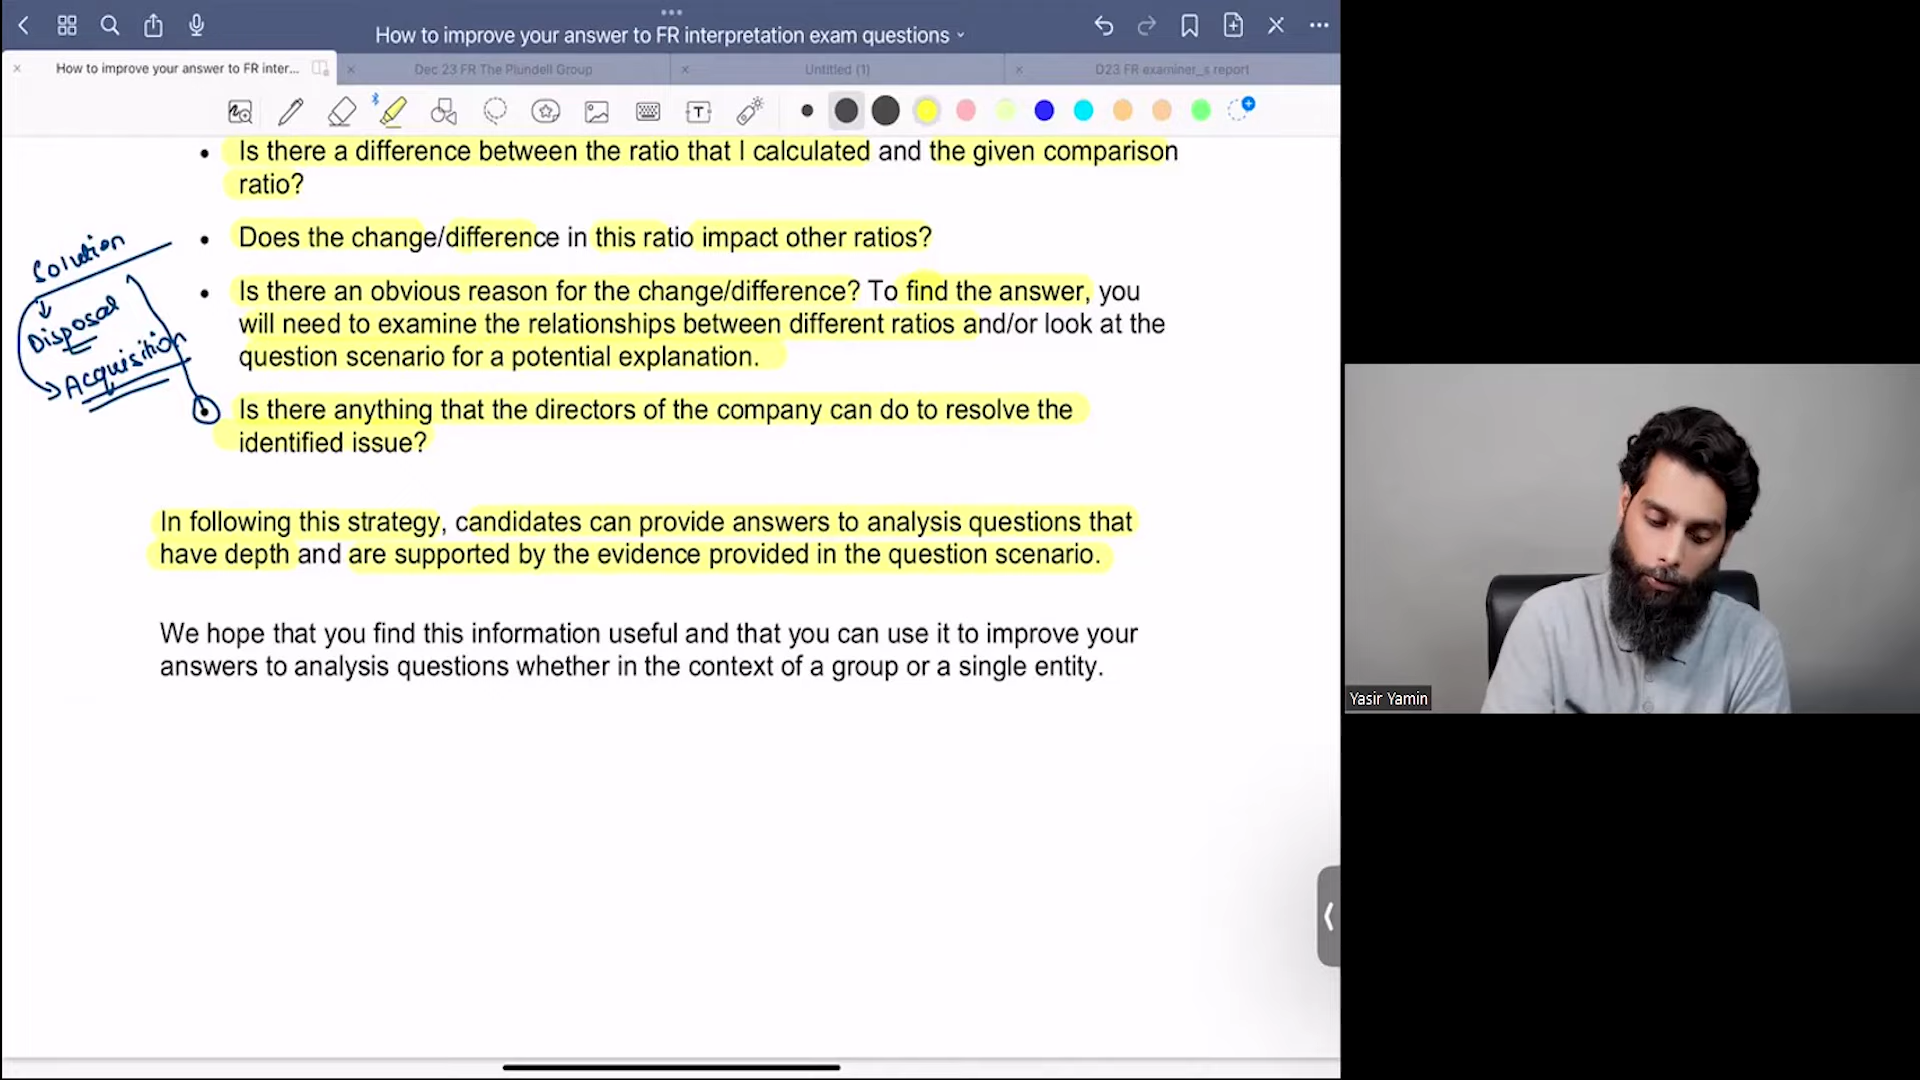 How to improve your answer to FR interpretation exam questions
How to improve your answer to FR inter...
Dec 23 FR The Plundell Group
Untitled (1)
D23 FR examiner_s report
• Is there a difference between the ratio that I calculated and the given comparison
ratio?
• Does the change/difference in this ratio impact other ratios?
• Is there an obvious reason for the change/difference? To find the answer, you
will need to examine the relationships between different ratios and/or look at the
question scenario for a potential explanation.
• Is there anything that the directors of the company can do to resolve the
identified issue?
Solution
Disposal
Acquisition
In following this strategy, candidates can provide answers to analysis questions that
have depth and are supported by the evidence provided in the question scenario.
We hope that you find this information useful and that you can use it to improve your
answers to analysis questions whether in the context of a group or a single entity.
Yasir Yamin